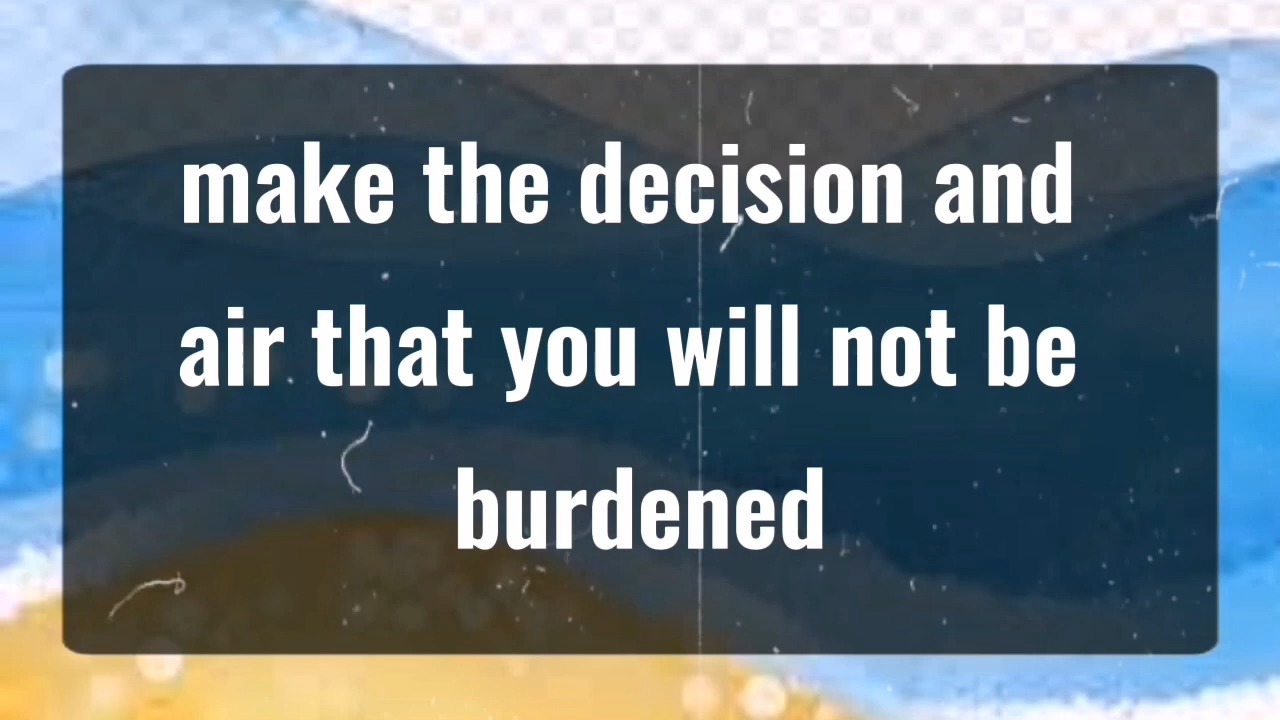 make the decision and
air that you will not be
burdened